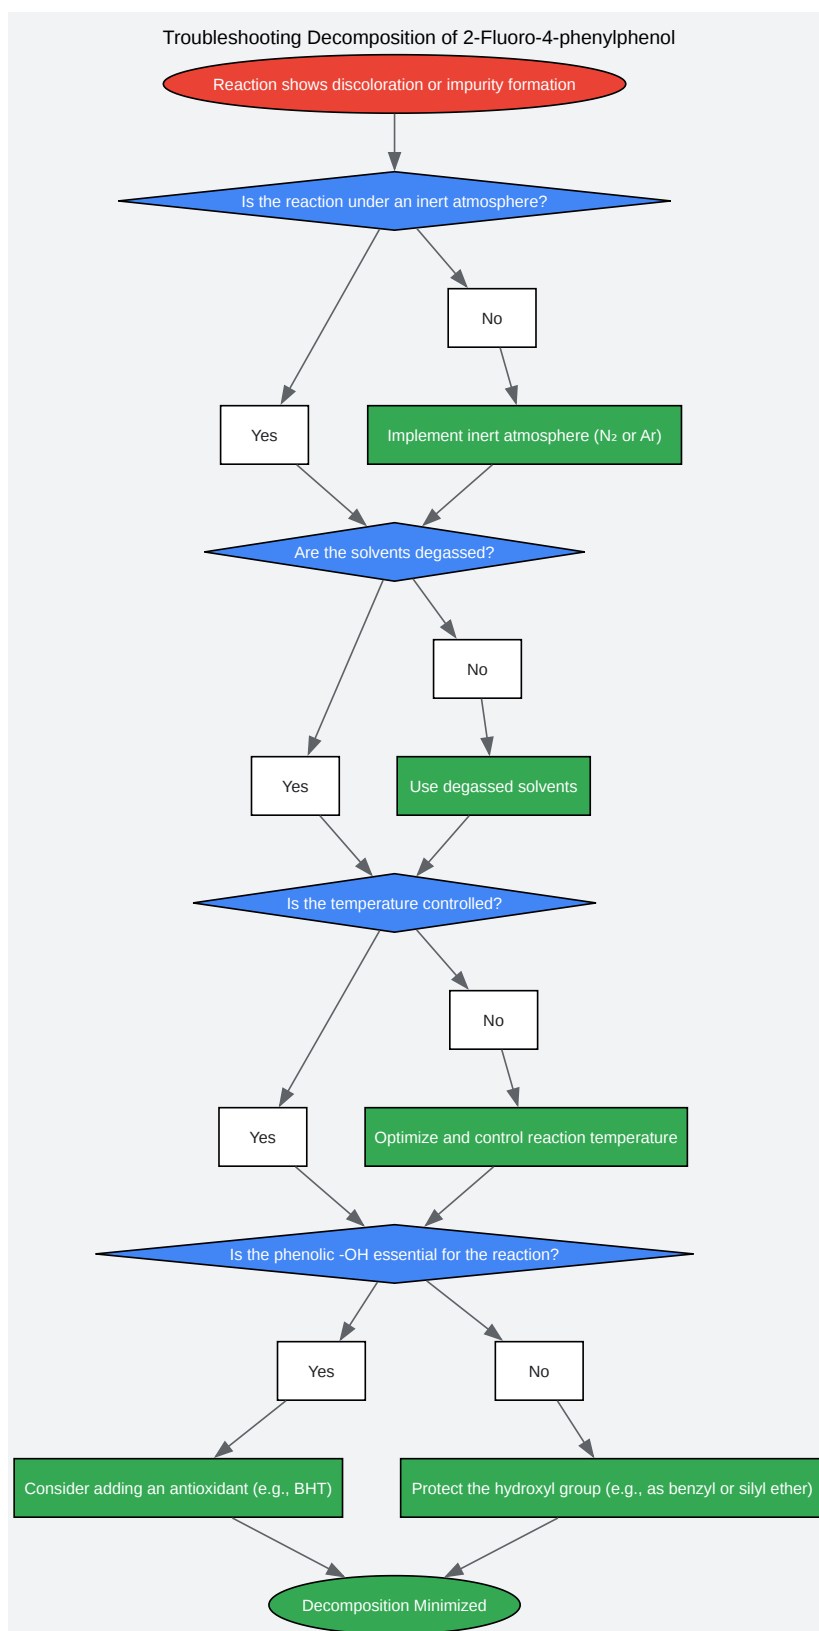 Troubleshooting Decomposition of 2-Fluoro-4-phenylphenol
Reaction shows discoloration or impurity formation
Is the reaction under an inert atmosphere?
No
Yes
Implement inert atmosphere (N₂ or Ar)
Are the solvents degassed?
No
Yes
Use degassed solvents
Is the temperature controlled?
No
Yes
Optimize and control reaction temperature
Is the phenolic -OH essential for the reaction?
Yes
No
Consider adding an antioxidant (e.g., BHT)
Protect the hydroxyl group (e.g., as benzyl or silyl ether)
Decomposition Minimized